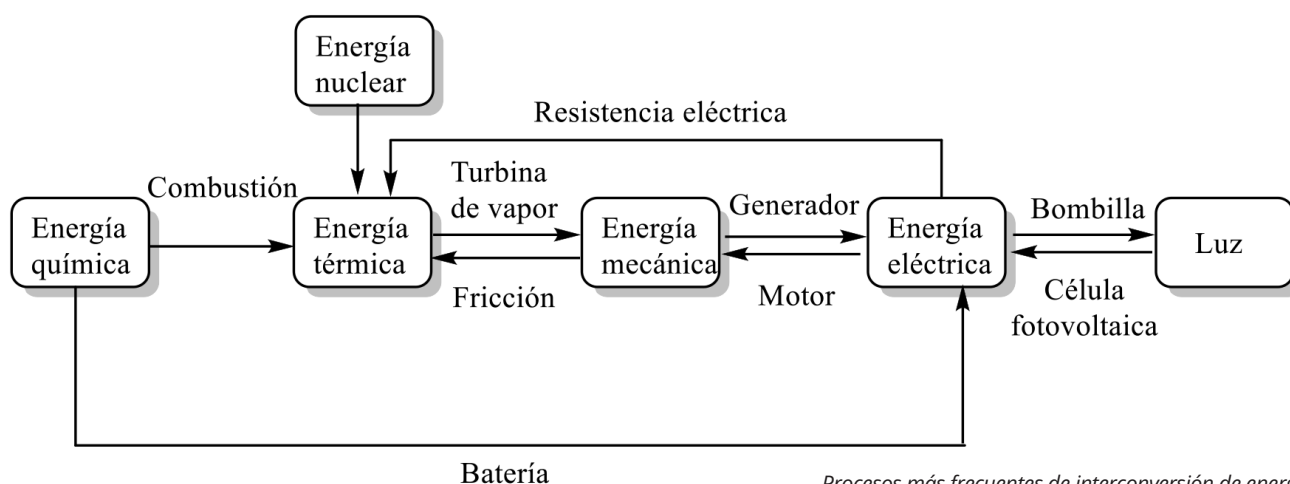 Energía
nuclear
Resistencia eléctrica
Combustión
Turbina
de vapor
Generador
Bombilla
Energía
química
Energía
térmica
Energía
mecánica
Energía
eléctrica
Luz
Fricción
Motor
Célula
fotovoltaica
Batería
Procesos más frecuentes de interconversión de